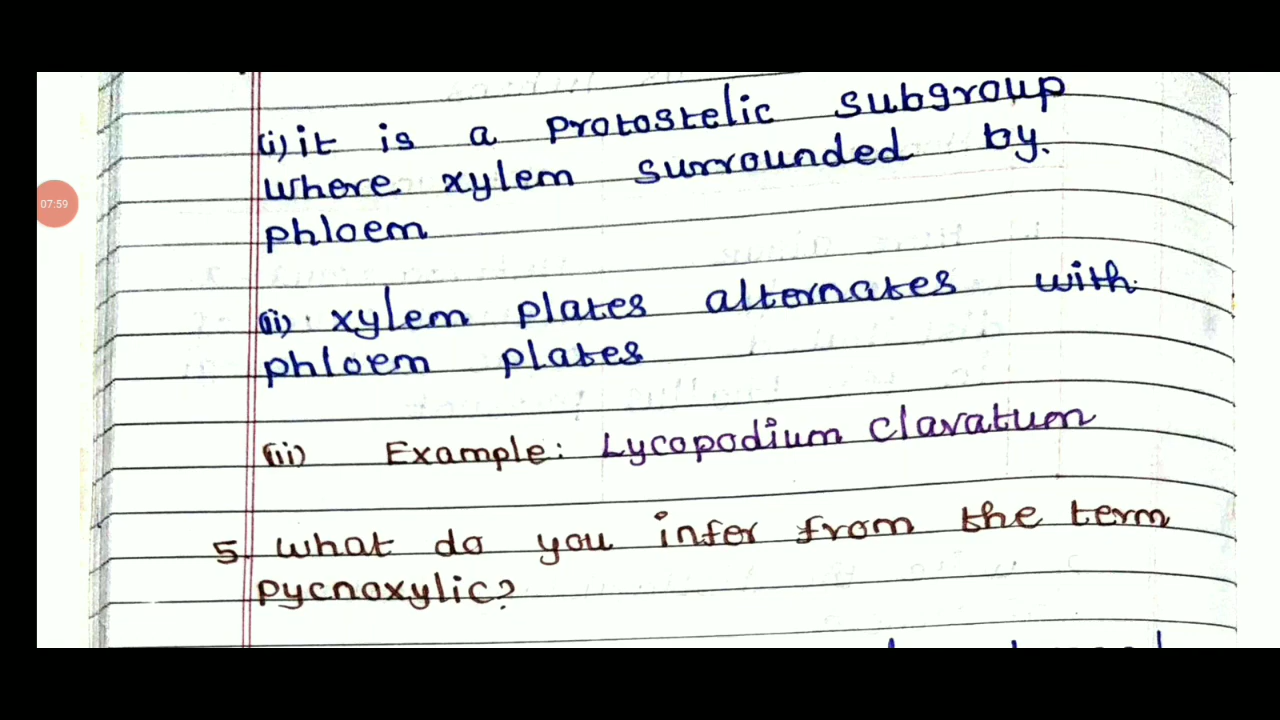 (i) it is a protostelic subgroup
where xylem surrounded by.
phloem
07:59
(ii) xylem plates alternates with
phloem plates
(iii) Example: Lycopodium clavatum
5. What do you infer from the term
pycnoxylic?